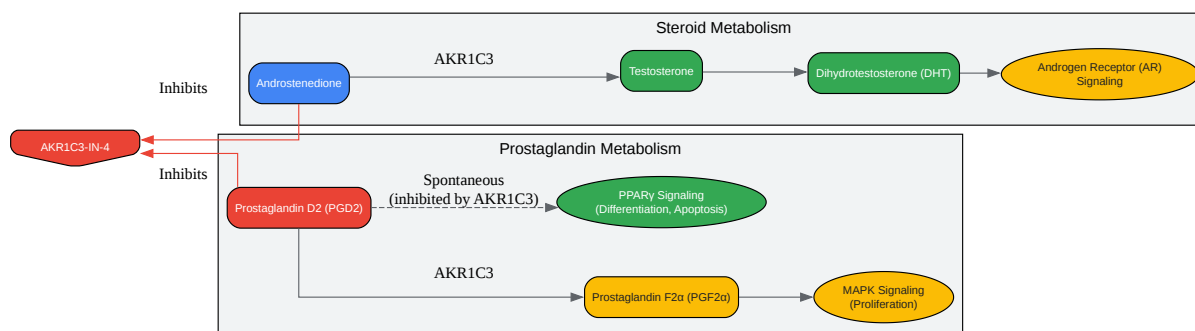 Steroid Metabolism
AKR1C3
Androstenedione
Testosterone
Dihydrotestosterone (DHT)
Androgen Receptor (AR)
Signaling
Inhibits
AKR1C3-IN-4
Inhibits
Prostaglandin Metabolism
Prostaglandin D2 (PGD2)
Spontaneous
(inhibited by AKR1C3)
PPARγ Signaling
(Differentiation, Apoptosis)
AKR1C3
Prostaglandin F2α (PGF2α)
MAPK Signaling
(Proliferation)